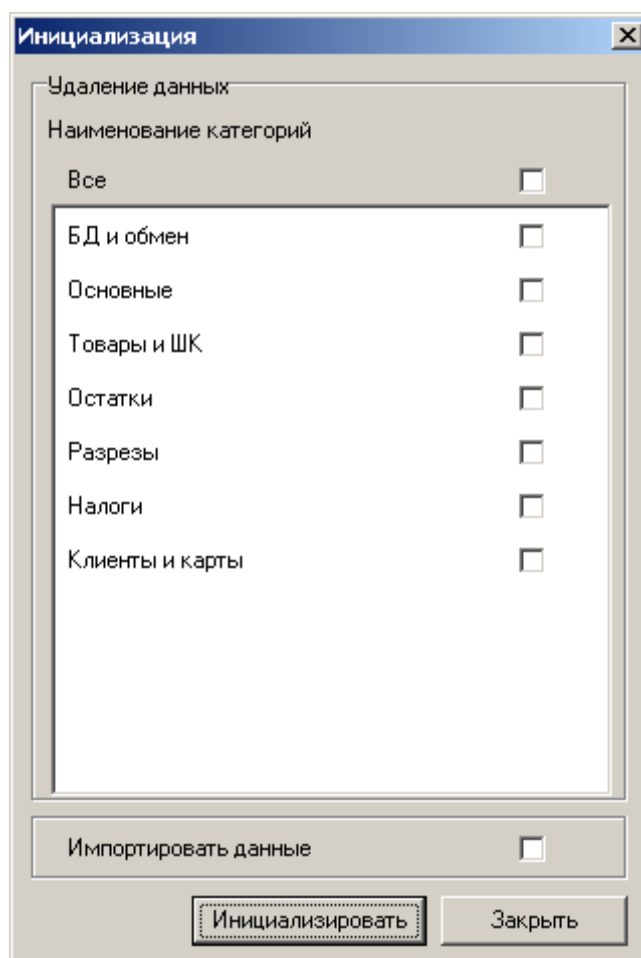 Инициализация
Удаление данных
Наименование категорий
Все
БД и обмен
Основные
Товары и ШК
Остатки
Разрезы
Налоги
Клиенты и карты
Импортировать данные
Инициализировать Закрыть